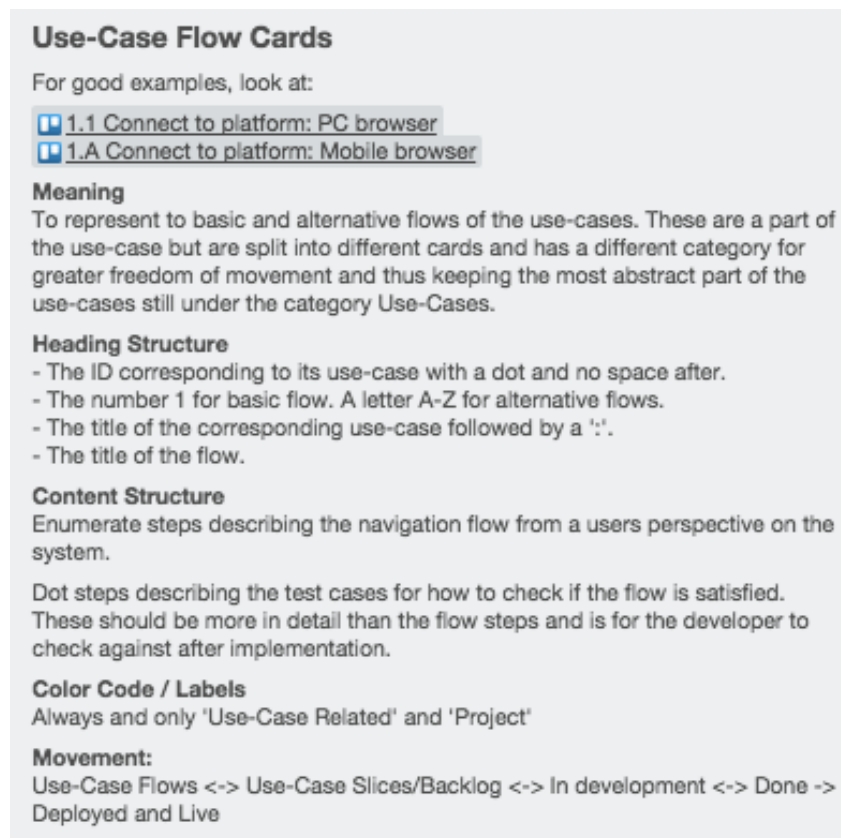 Use-Case Flow Cards
For good examples, look at:
1.1 Connect to platform: PC browser
1.A Connect to platform: Mobile browser
Meaning
To represent to basic and alternative flows of the use-cases. These are a part of
the use-case but are split into different cards and has a different category for
greater freedom of movement and thus keeping the most abstract part of the
use-cases still under the category Use-Cases.
Heading Structure
- The ID corresponding to its use-case with a dot and no space after.
- The number 1 for basic flow. A letter A-Z for alternative flows.
- The title of the corresponding use-case followed by a ':'.
- The title of the flow.
Content Structure
Enumerate steps describing the navigation flow from a users perspective on the
system.
Dot steps describing the test cases for how to check if the flow is satisfied.
These should be more in detail than the flow steps and is for the developer to
check against after implementation.
Color Code / Labels
Always and only 'Use-Case Related' and 'Project'
Movement:
Use-Case Flows <-> Use-Case Slices/Backlog <-> In development <-> Done ->
Deployed and Live